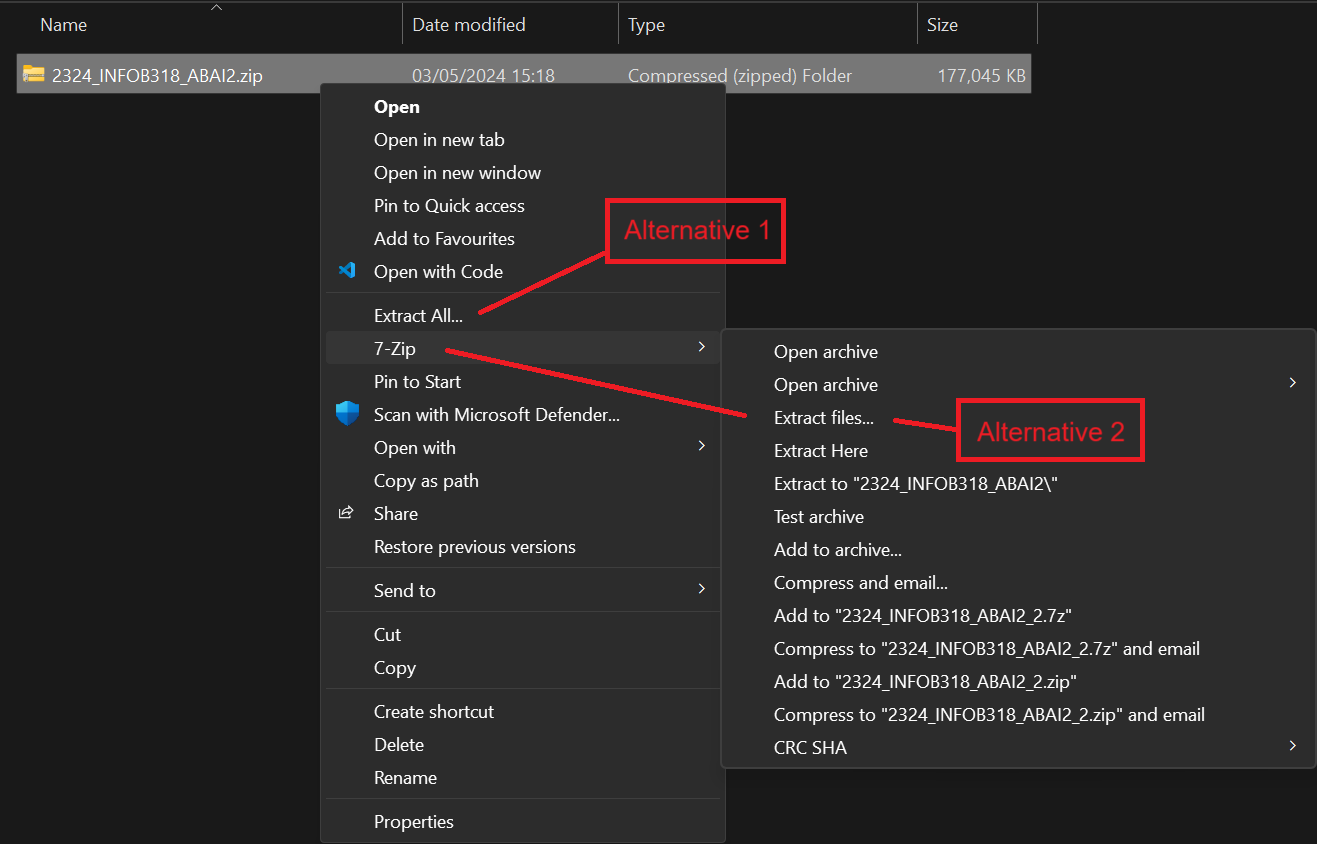 Name Date modified Type Size
2324_INFOB318_ABAI2.zip 03/05/2024 15:18 Compressed (zipped) Folder 177,045 KB
Open
Open in new tab
Open in new window
Pin to Quick access
Add to Favourites
Open with Code
Alternative 1
Extract All...
7-Zip
Pin to Start
Scan with Microsoft Defender...
Open with
Copy as path
Share
Restore previous versions
Send to
Cut
Copy
Create shortcut
Delete
Rename
Properties
Open archive
Open archive
Extract files...
Alternative 2
Extract Here
Extract to "2324_INFOB318_ABAI2\"
Test archive
Add to archive...
Compress and email...
Add to "2324_INFOB318_ABAI2_2.7z"
Compress to "2324_INFOB318_ABAI2_2.7z" and email
Add to "2324_INFOB318_ABAI2_2.zip"
Compress to "2324_INFOB318_ABAI2_2.zip" and email
CRC SHA